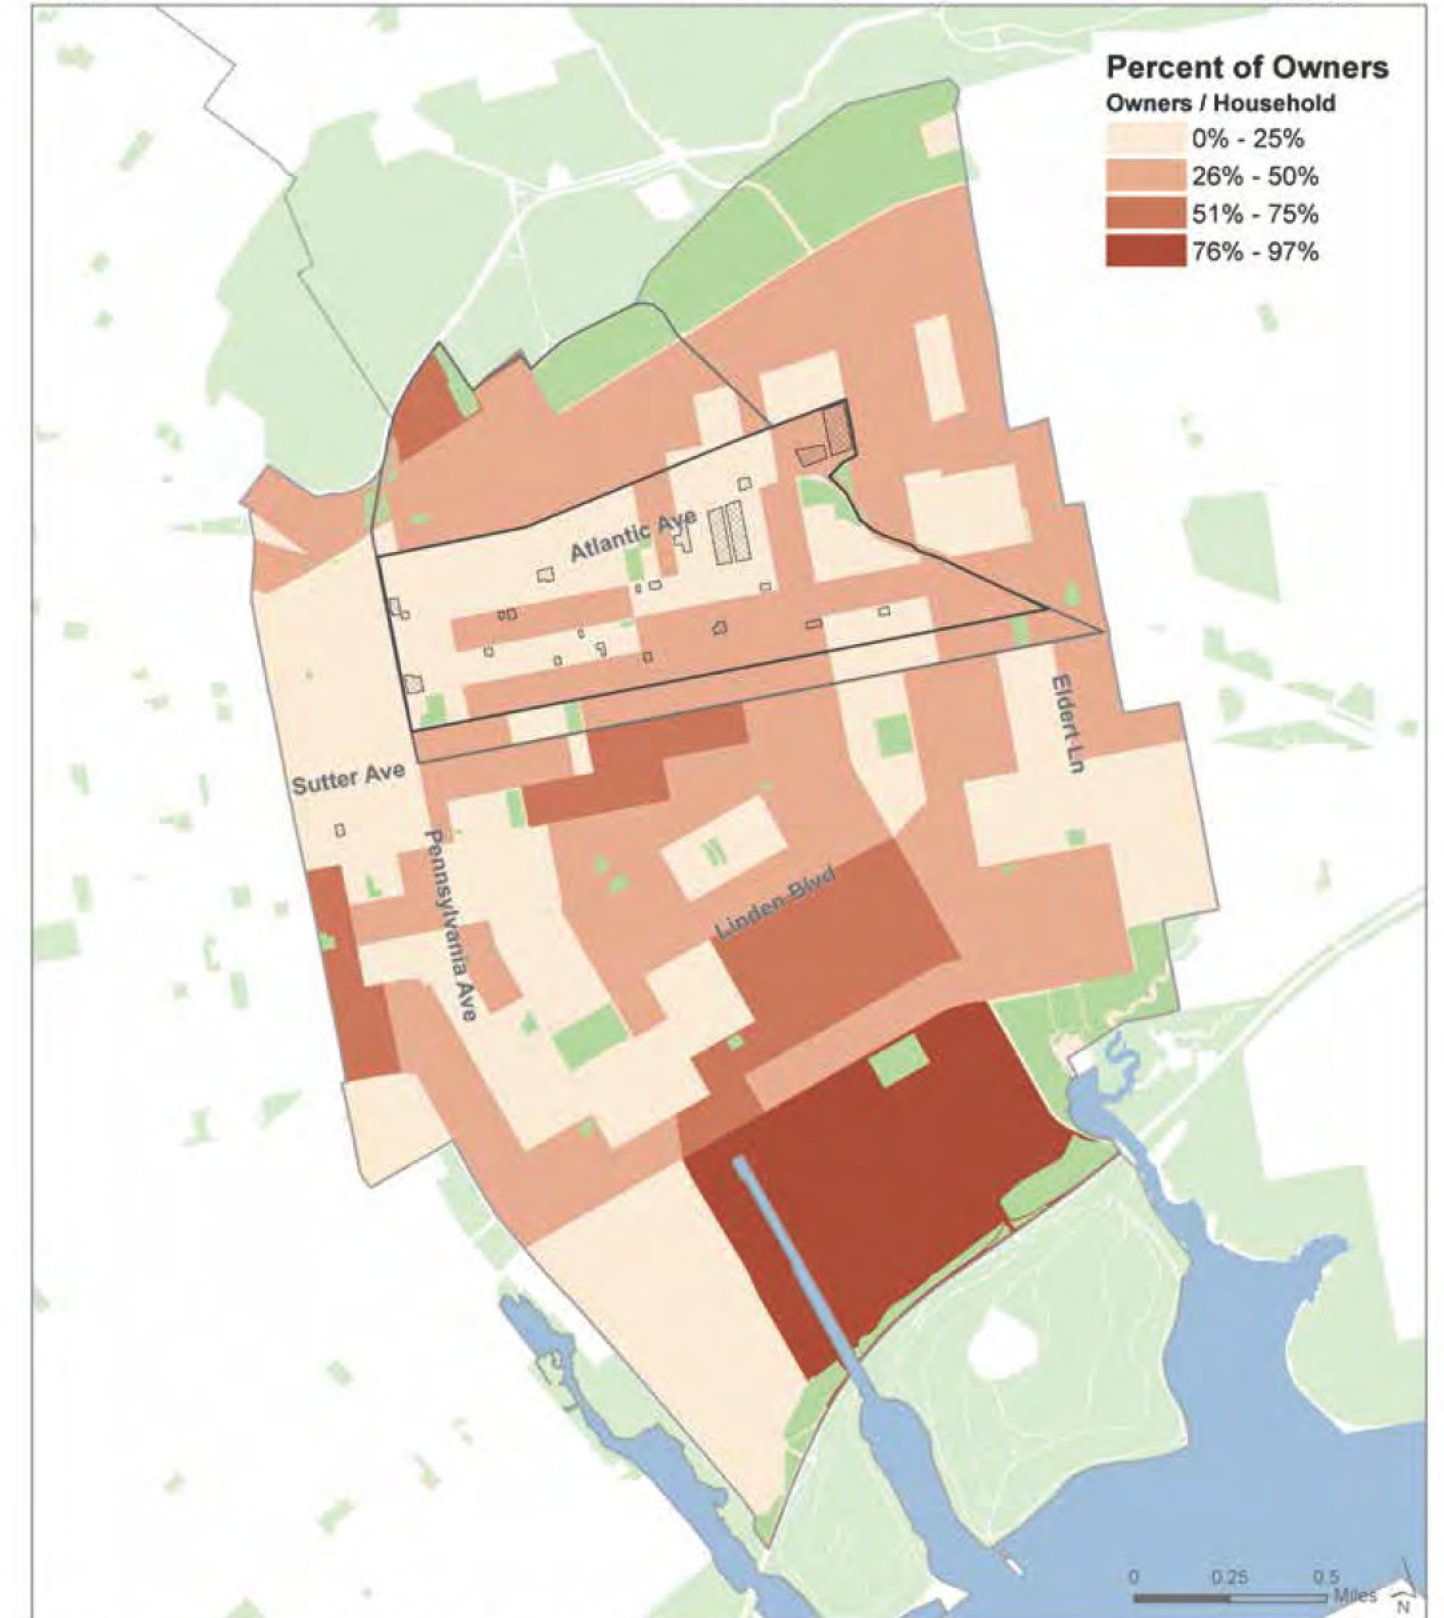 Percent of Owners
Owners / Household
0% - 25%
26% - 50%
51% - 75%
76% - 97%
Atlantic Ave
Eldert Ln
Sutter Ave
Pennsylvania Ave
Linden Blvd
0 0.25 0.5
Miles
N